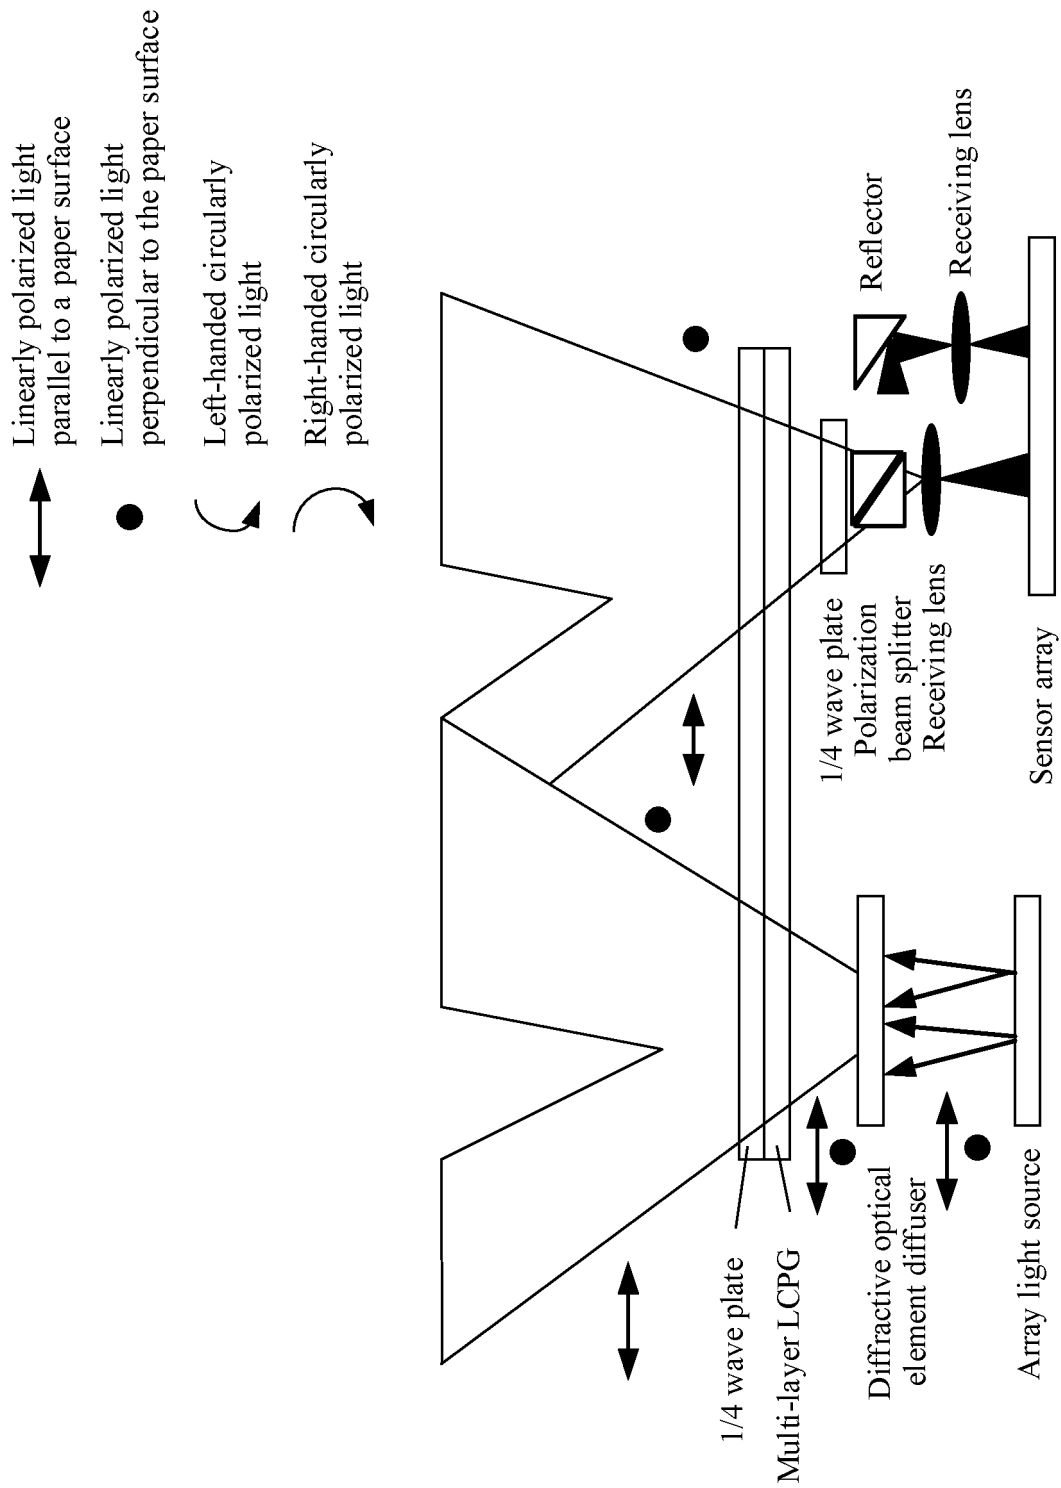 Linearly polarized light
parallel to a paper surface
Linearly polarized light
perpendicular to the paper surface
Left-handed circularly
polarized light
Right-handed circularly
polarized light
1/4 wave plate
Multi-layer LCPG
Diffractive optical
element diffuser
Array light source
1/4 wave plate
Polarization
beam splitter
Receiving lens
Sensor array
Reflector
Receiving lens